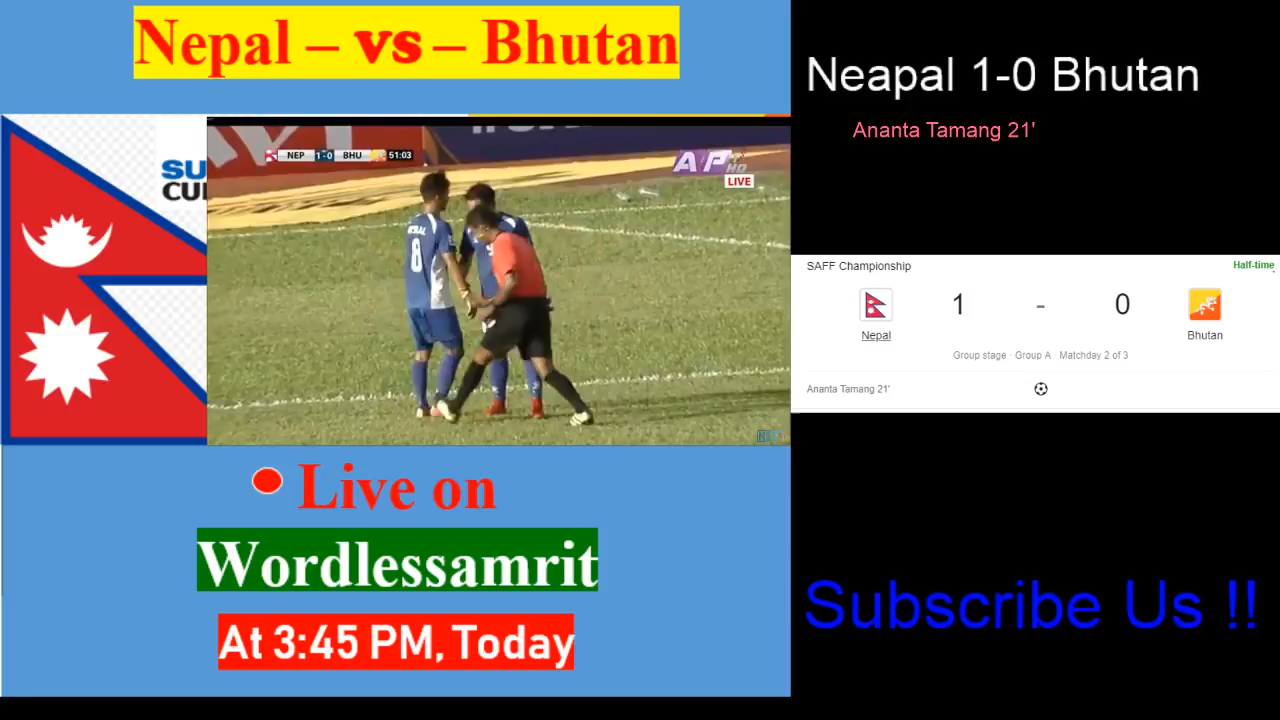 Nepal – vs – Bhutan
SU
CU
NEP 1-0 BHU 51:03
AP
HD
LIVE
8
Live on
Wordlessamrit
At 3:45 PM, Today
Neapal 1-0 Bhutan
Ananta Tamang 21'
SAFF Championship
Half-time
1 - 0
Nepal
Bhutan
Group stage · Group A · Matchday 2 of 3
Ananta Tamang 21'
Subscribe Us !!